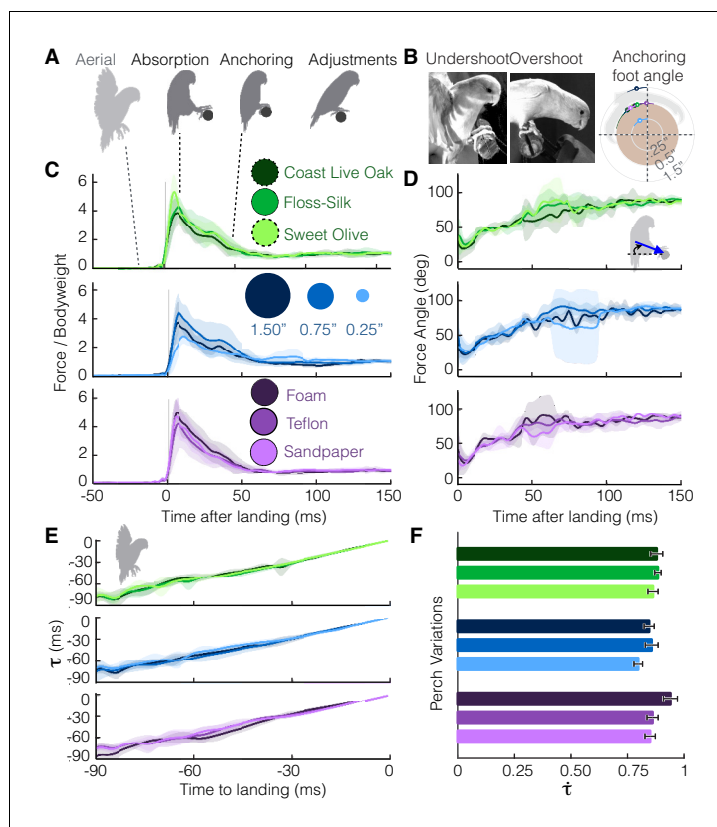 A
Aerial
Absorption
Anchoring
Adjustments
B
Undershoot
Overshoot
Anchoring
foot angle
.25"
0.5"
1.5"
C
6
4
2
0
Coast Live Oak
Floss-Silk
Sweet Olive
D
100
50
0
0
50
100
150
Force / Bodyweight
6
4
2
0
1.50"
0.75"
0.25"
Force Angle (deg)
100
50
0
6
4
2
0
Foam
Teflon
Sandpaper
100
50
0
-50
0
50
100
150
Time after landing (ms)
0
50
100
150
Time after landing (ms)
E
0
-30
-60
-90
τ (ms)
0
-30
-60
-90
0
-30
-60
-90
-90
-60
-30
0
Time to landing (ms)
F
Perch Variations
0
0.25
0.50
0.75
1
τ̇